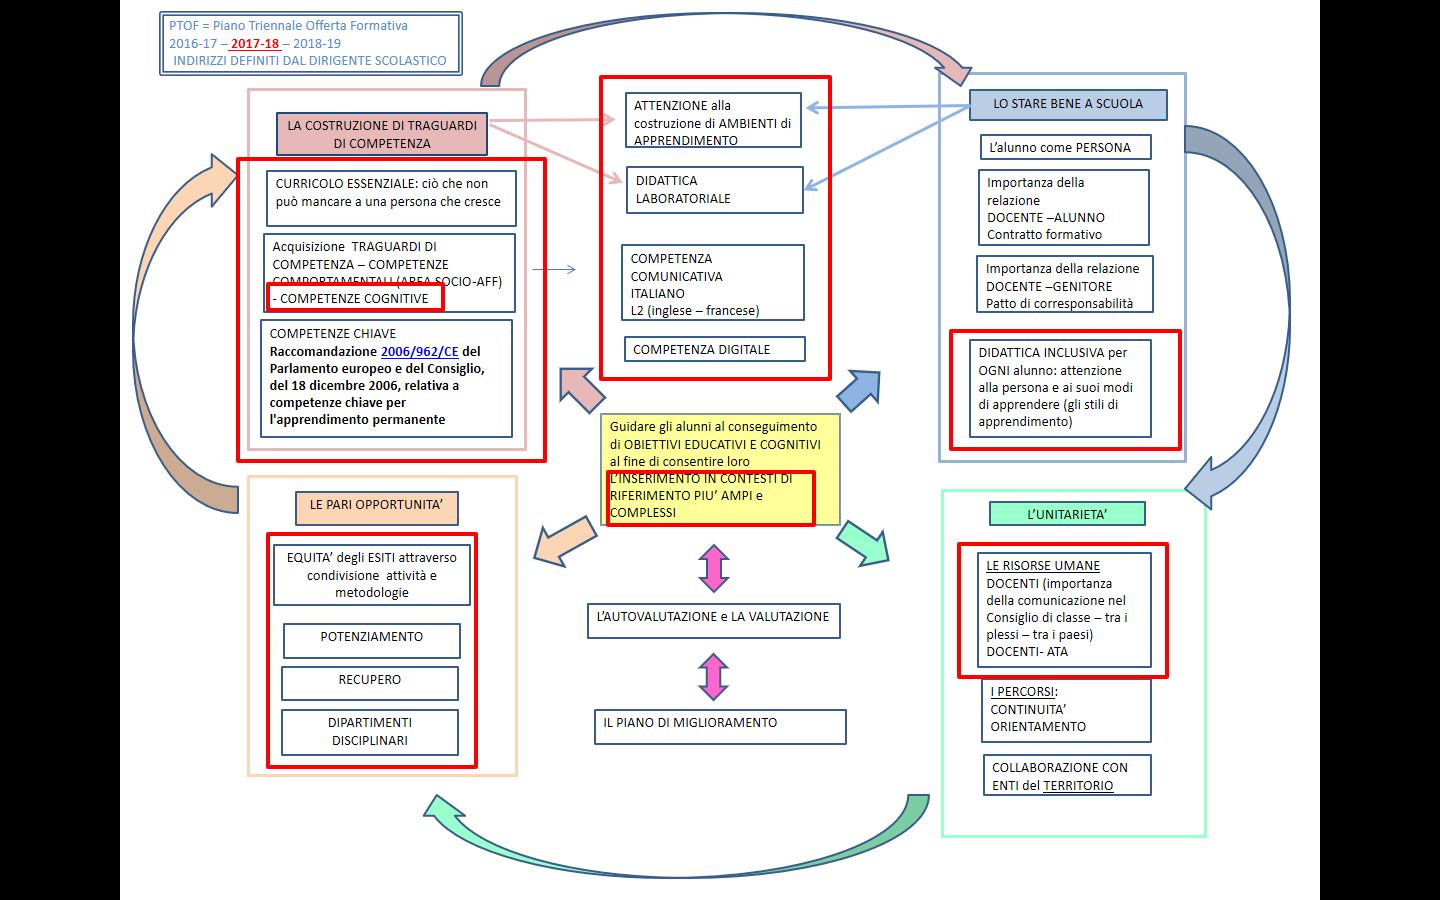 PTOF = Piano Triennale Offerta Formativa
2016-17 – 2017-18 – 2018-19
INDIRIZZI DEFINITI DAL DIRIGENTE SCOLASTICO
LA COSTRUZIONE DI TRAGUARDI
DI COMPETENZA
CURRICOLO ESSENZIALE: ciò che non
può mancare a una persona che cresce
Acquisizione TRAGUARDI DI
COMPETENZA – COMPETENZE
COMPORTAMENTALI (AREA SOCIO-AFF)
- COMPETENZE COGNITIVE
COMPETENZE CHIAVE
Raccomandazione 2006/962/CE del
Parlamento europeo e del Consiglio,
del 18 dicembre 2006, relativa a
competenze chiave per
l'apprendimento permanente
ATTENZIONE alla
costruzione di AMBIENTI di
APPRENDIMENTO
DIDATTICA
LABORATORIALE
COMPETENZA
COMUNICATIVA
ITALIANO
L2 (inglese – francese)
COMPETENZA DIGITALE
LO STARE BENE A SCUOLA
L'alunno come PERSONA
Importanza della
relazione
DOCENTE –ALUNNO
Contratto formativo
Importanza della relazione
DOCENTE –GENITORE
Patto di corresponsabilità
DIDATTICA INCLUSIVA per
OGNI alunno: attenzione
alla persona e ai suoi modi
di apprendere (gli stili di
apprendimento)
Guidare gli alunni al conseguimento
di OBIETTIVI EDUCATIVI E COGNITIVI
al fine di consentire loro
L'INSERIMENTO IN CONTESTI DI
RIFERIMENTO PIU' AMPI e
COMPLESSI
LE PARI OPPORTUNITA'
EQUITA' degli ESITI attraverso
condivisione attività e
metodologie
POTENZIAMENTO
RECUPERO
DIPARTIMENTI
DISCIPLINARI
L'AUTOVALUTAZIONE e LA VALUTAZIONE
IL PIANO DI MIGLIORAMENTO
L'UNITARIETA'
LE RISORSE UMANE
DOCENTI (importanza
della comunicazione nel
Consiglio di classe – tra i
plessi – tra i paesi)
DOCENTI- ATA
I PERCORSI:
CONTINUITA'
ORIENTAMENTO
COLLABORAZIONE CON
ENTI del TERRITORIO